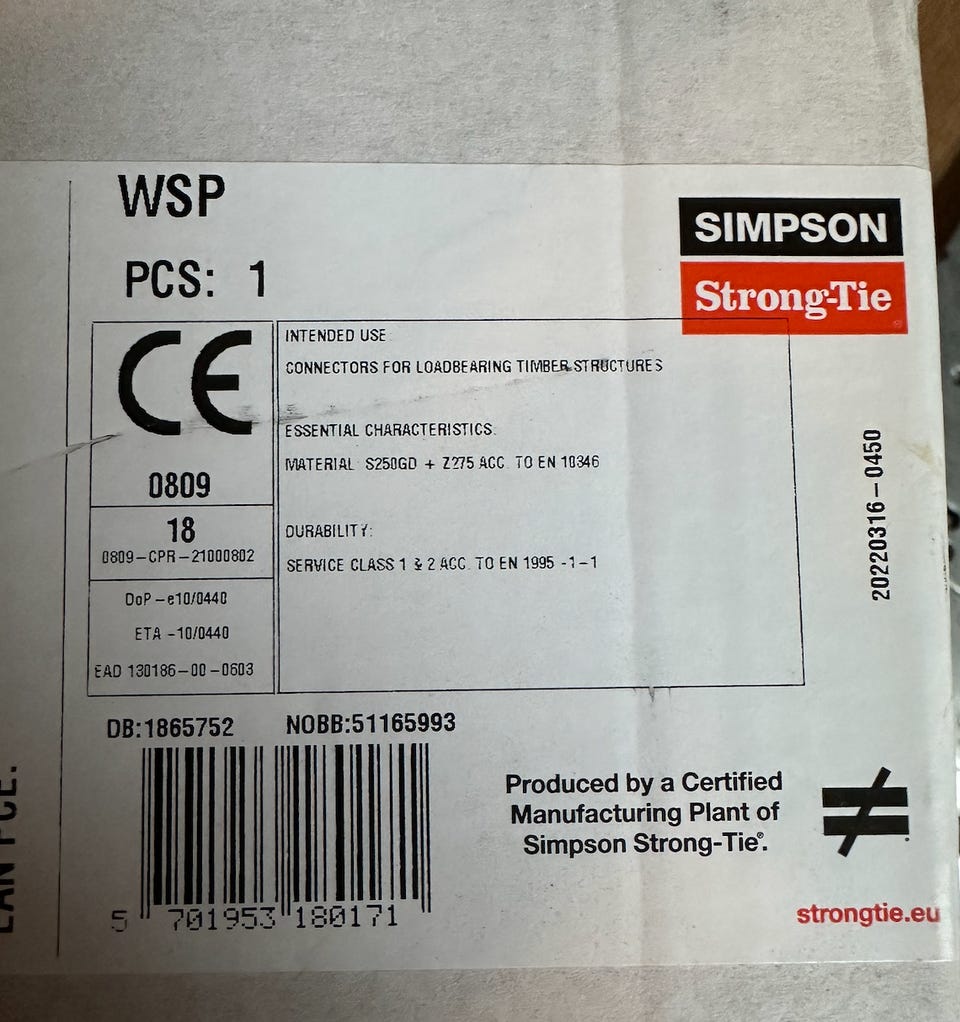 WSP
PCS: 1
SIMPSON
Strong-Tie
CE
0809
18
0809-CPR-21000802
DoP-e10/0440
ETA-10/0440
EAD 130186-00-0603
INTENDED USE:
CONNECTORS FOR LOADBEARING TIMBER STRUCTURES
ESSENTIAL CHARACTERISTICS:
MATERIAL: S250GD + Z275 ACC. TO EN 10346
DURABILITY:
SERVICE CLASS 1 & 2 ACC. TO EN 1995-1-1
20220316-0450
DB:1865752 NOBB:51165993
5 701953 180171
Produced by a Certified
Manufacturing Plant of
Simpson Strong-Tie®.
strongtie.eu